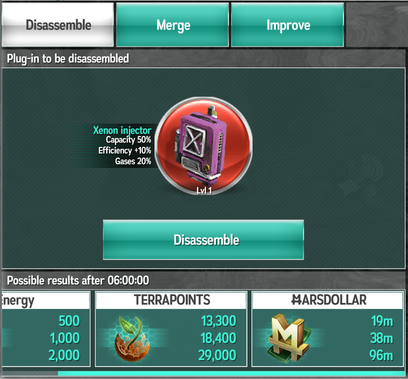 Disassemble Merge Improve
Plug-in to be disassembled
Xenon injector
Capacity 50%
Efficiency +10%
Gases 20%
Lvl 1
Disassemble
Possible results after 06:00:00
nergy TERRAPOINTS MARSDOLLAR
500 13,300 19m
1,000 18,400 38m
2,000 29,000 96m